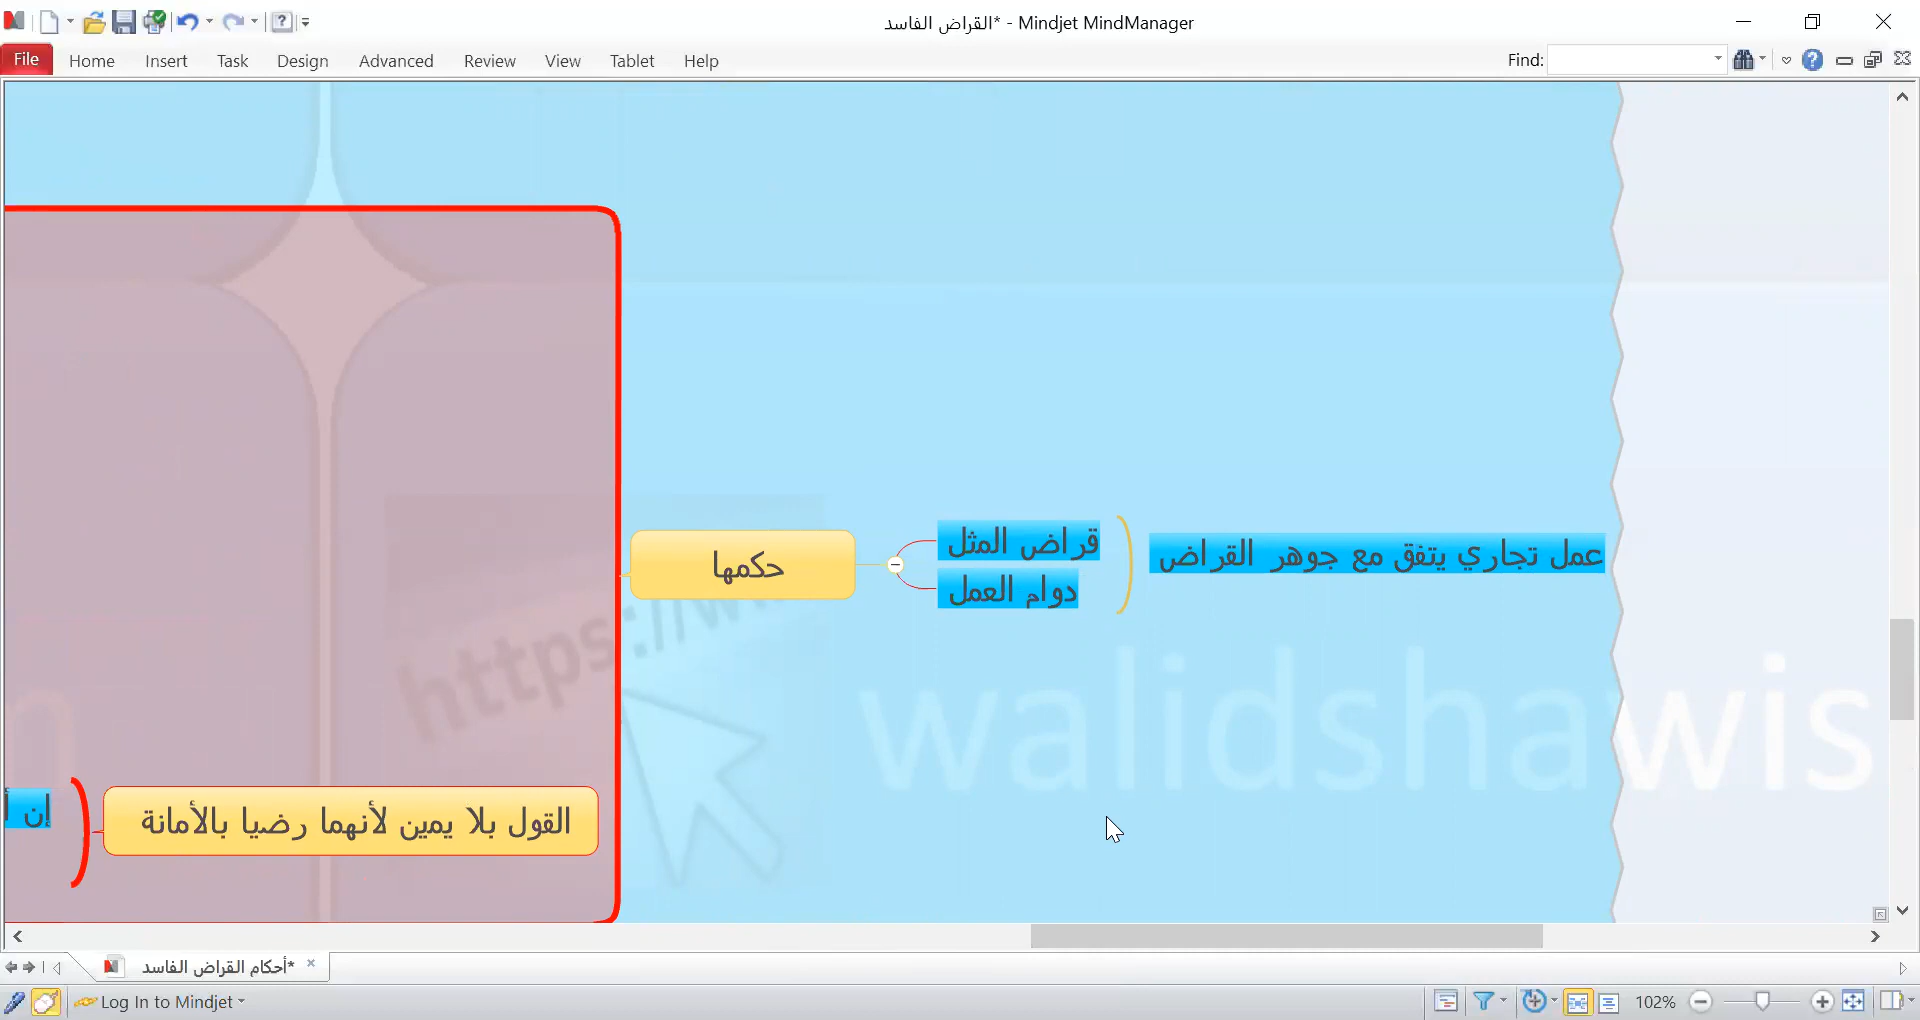 *القراض الفاسد - Mindjet MindManager
File Home Insert Task Design Advanced Review View Tablet Help
Find:
قراض المثل
عمل تجاري يتفق مع جوهر القراض
حكمها
دوام العمل
https://w
walidshawis
القول بلا يمين لأنهما رضيا بالأمانة
إن
*أحكام القراض الفاسد
Log In to Mindjet
102%